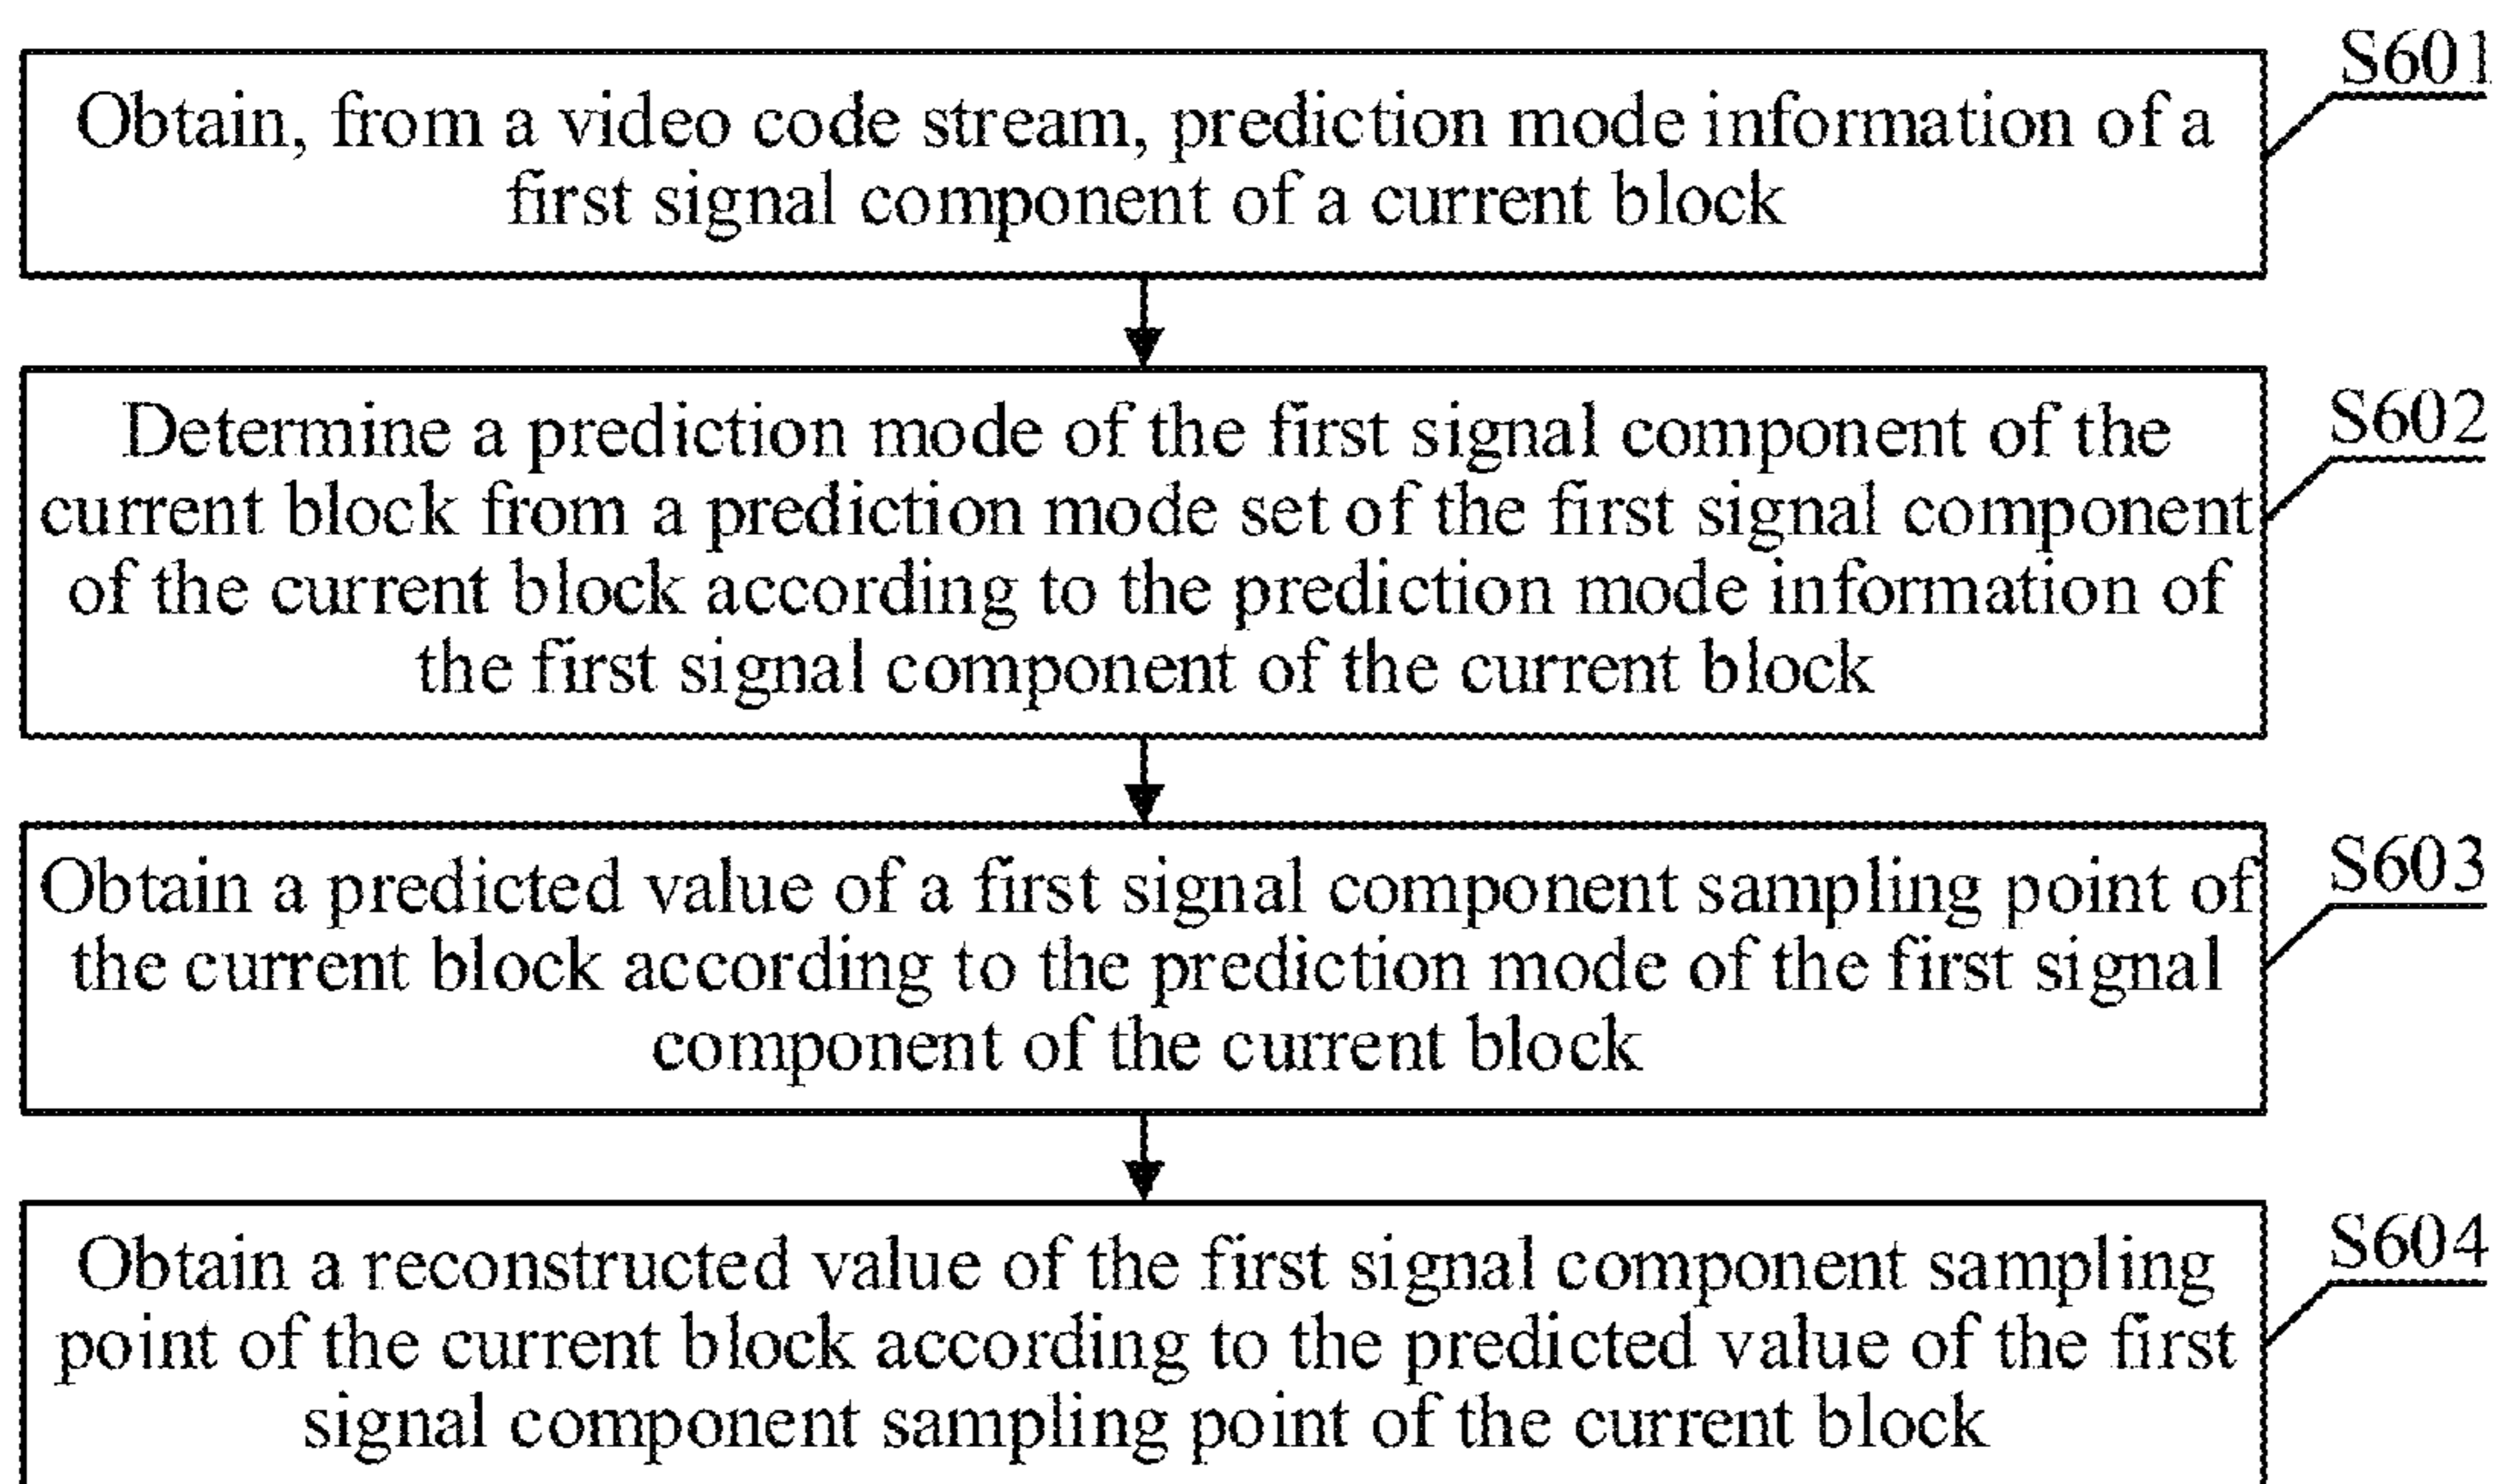 S601
Obtain, from a video code stream, prediction mode information of a
first signal component of a current block
S602
Determine a prediction mode of the first signal component of the
current block from a prediction mode set of the first signal component
of the current block according to the prediction mode information of
the first signal component of the current block
S603
Obtain a predicted value of a first signal component sampling point of
the current block according to the prediction mode of the first signal
component of the current block
S604
Obtain a reconstructed value of the first signal component sampling
point of the current block according to the predicted value of the first
signal component sampling point of the current block